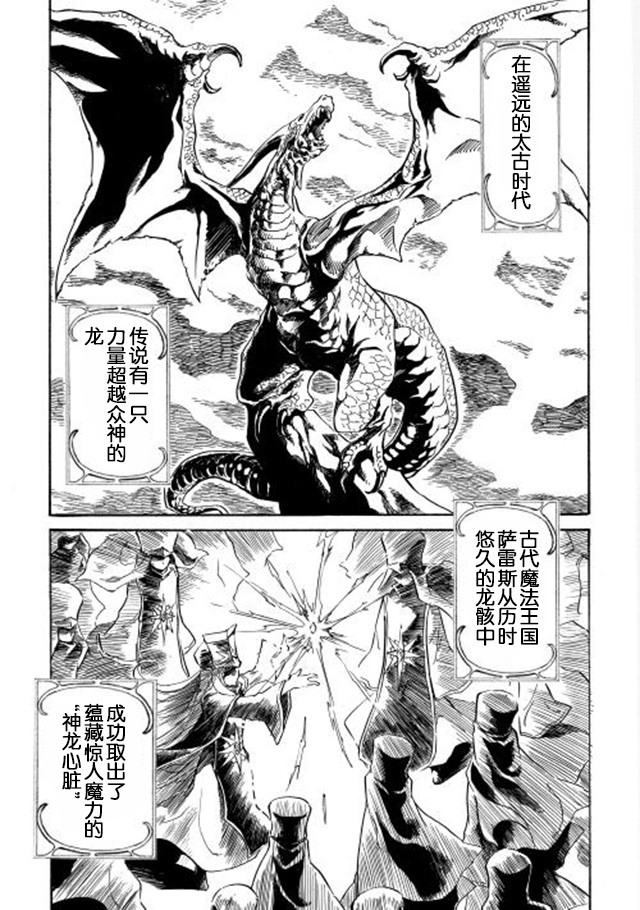 在遥远的太古时代
传说有一只
力量超越众神的
龙
古代魔法王国
萨雷斯从历时
悠久的龙骸中
成功取出了
蕴藏惊人魔力的
“神龙心脏”